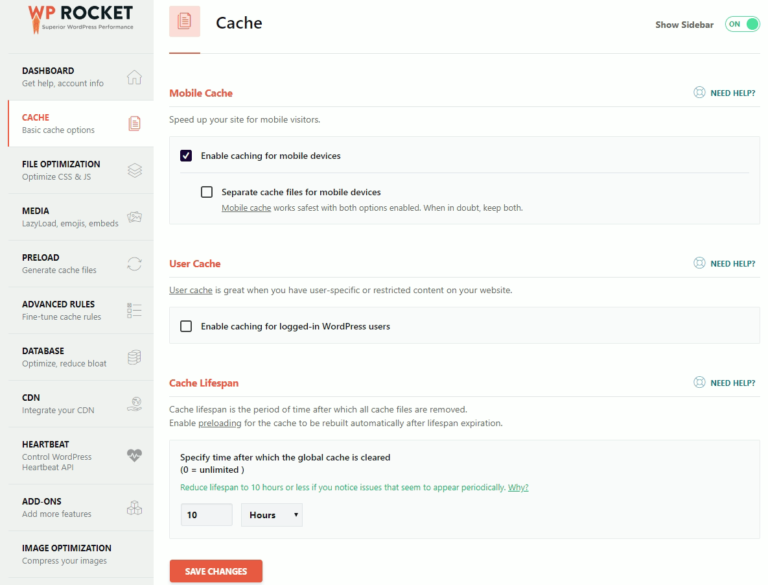 WP ROCKET
Superior WordPress Performance
DASHBOARD
Get help, account info
CACHE
Basic cache options
FILE OPTIMIZATION
Optimize CSS & JS
MEDIA
LazyLoad, emojis, embeds
PRELOAD
Generate cache files
ADVANCED RULES
Fine-tune cache rules
DATABASE
Optimize, reduce bloat
CDN
Integrate your CDN
HEARTBEAT
Control WordPress
Heartbeat API
ADD-ONS
Add more features
IMAGE OPTIMIZATION
Compress your images
Cache
Show Sidebar ON
Mobile Cache NEED HELP?
Speed up your site for mobile visitors.
Enable caching for mobile devices
Separate cache files for mobile devices
Mobile cache works safest with both options enabled. When in doubt, keep both.
User Cache NEED HELP?
User cache is great when you have user-specific or restricted content on your website.
Enable caching for logged-in WordPress users
Cache Lifespan NEED HELP?
Cache lifespan is the period of time after which all cache files are removed.
Enable preloading for the cache to be rebuilt automatically after lifespan expiration.
Specify time after which the global cache is cleared
(0 = unlimited )
Reduce lifespan to 10 hours or less if you notice issues that seem to appear periodically. Why?
10 Hours
SAVE CHANGES